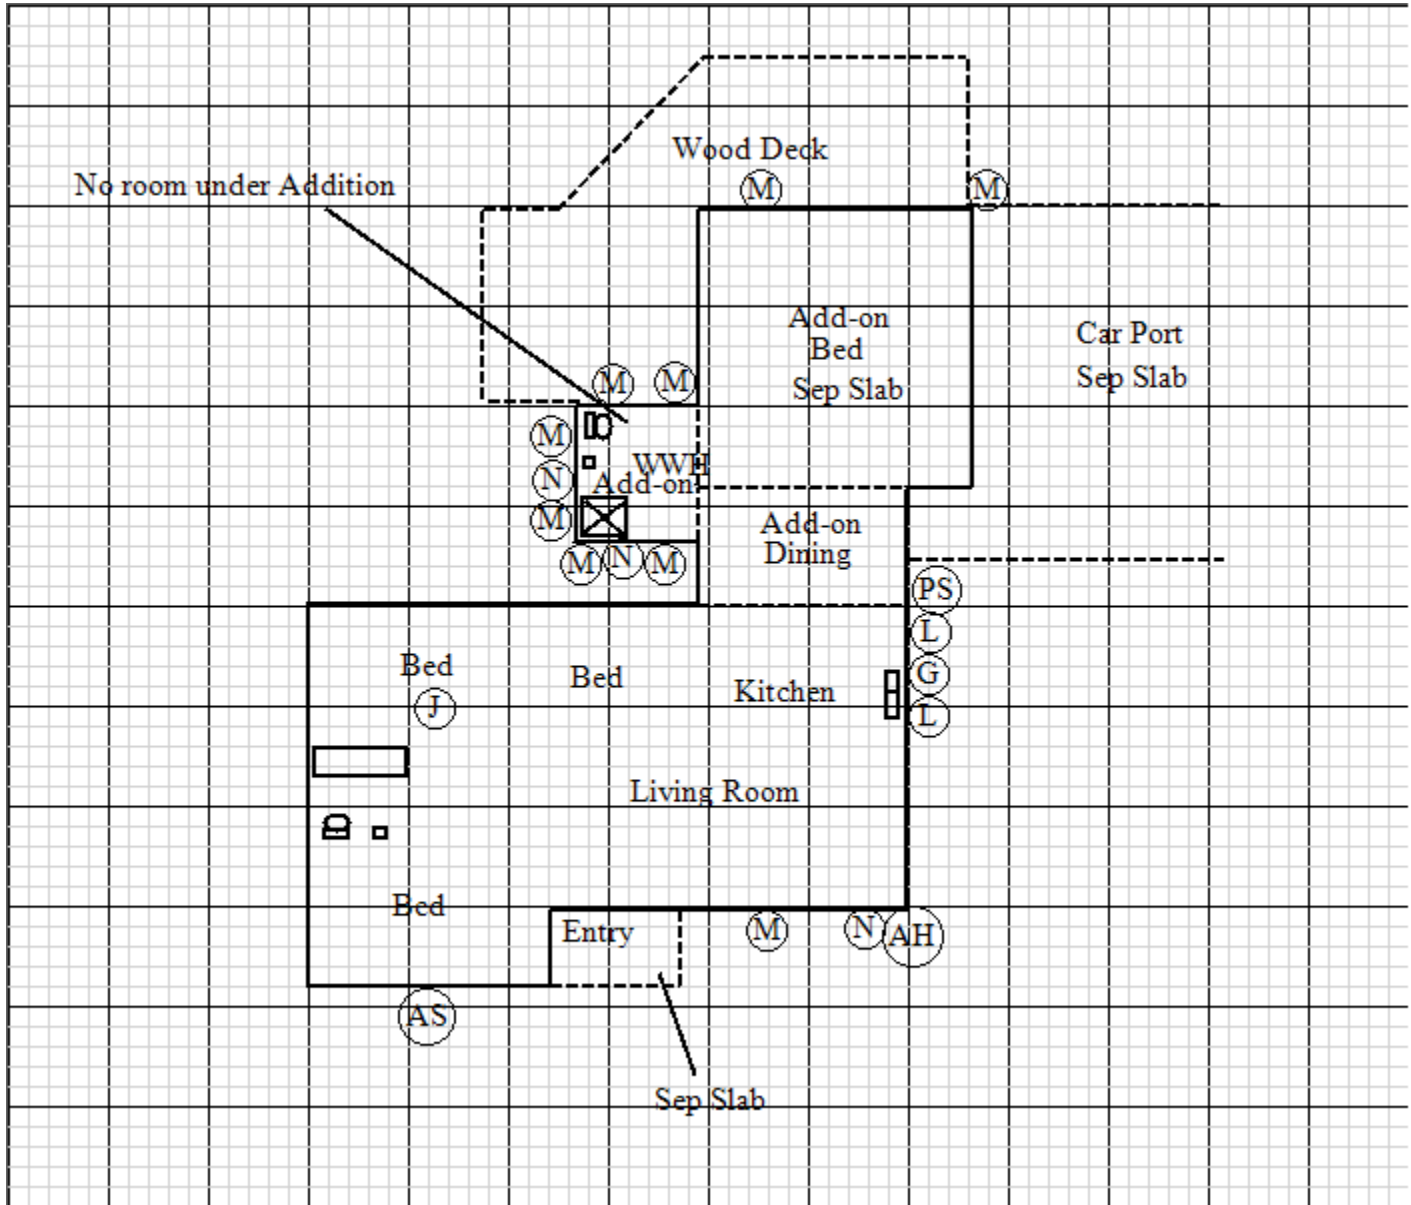 Wood Deck
No room under Addition
M
M
Add-on
Bed
Sep Slab
Car Port
Sep Slab
M
M
M
N
M
WWH
Add-on
Add-on
Dining
M
N
M
PS
L
G
L
Bed
Bed
Kitchen
J
Living Room
Bed
Entry
M
N
AH
AS
Sep Slab